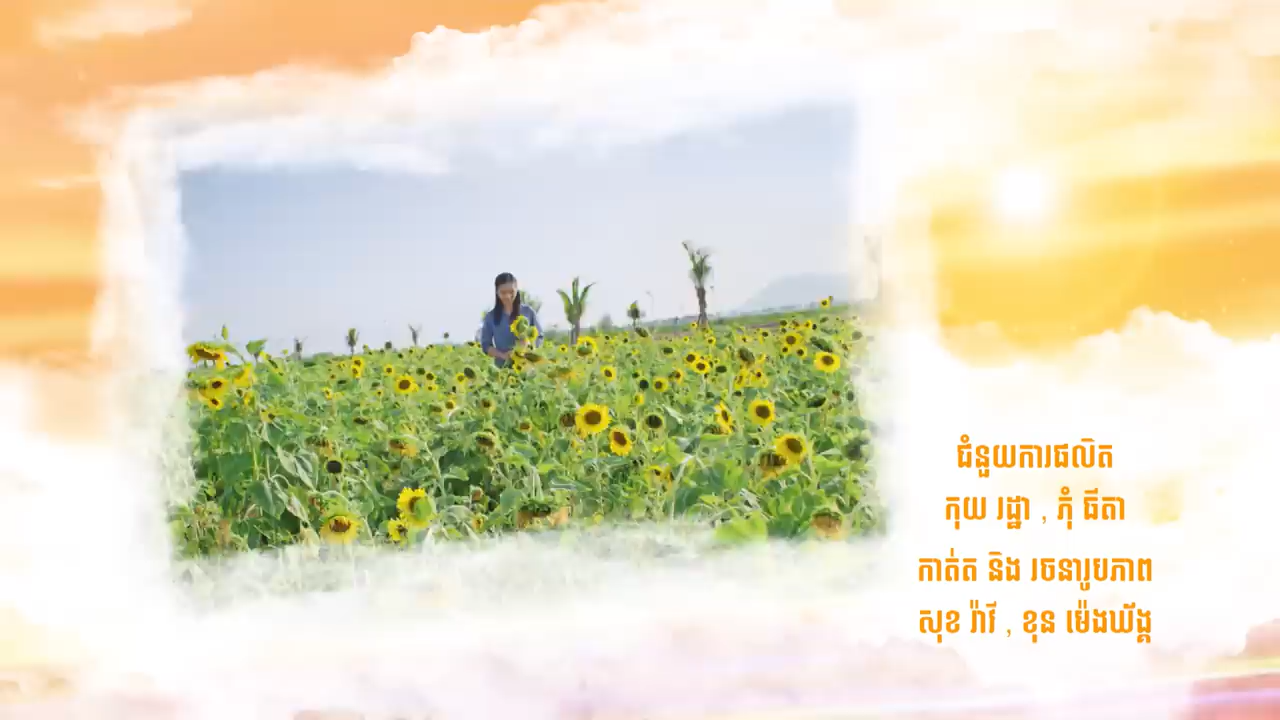 ជំនួយការផលិត
កុយ រដ្ឋា , ភុំ ធីតា
កាត់ត និង រចនារូបភាព
សុខ រ៉ាវី , ខុន ម៉េងឃ័ង្គ